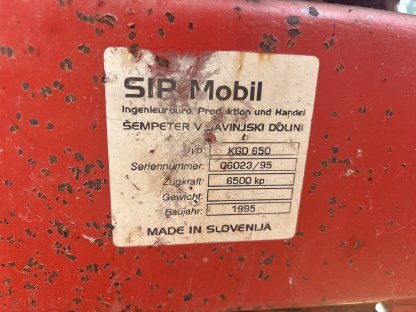 SIP Mobil
Ingenieurbüro, Produktion und Handel
ŠEMPETER V SAVINJSKI DOLINI
Typ: KGD 650
Seriennummer: 06023/95
Zugkraft: 6500 kp
Gewicht:
Baujahr: 1995
MADE IN SLOVENIJA